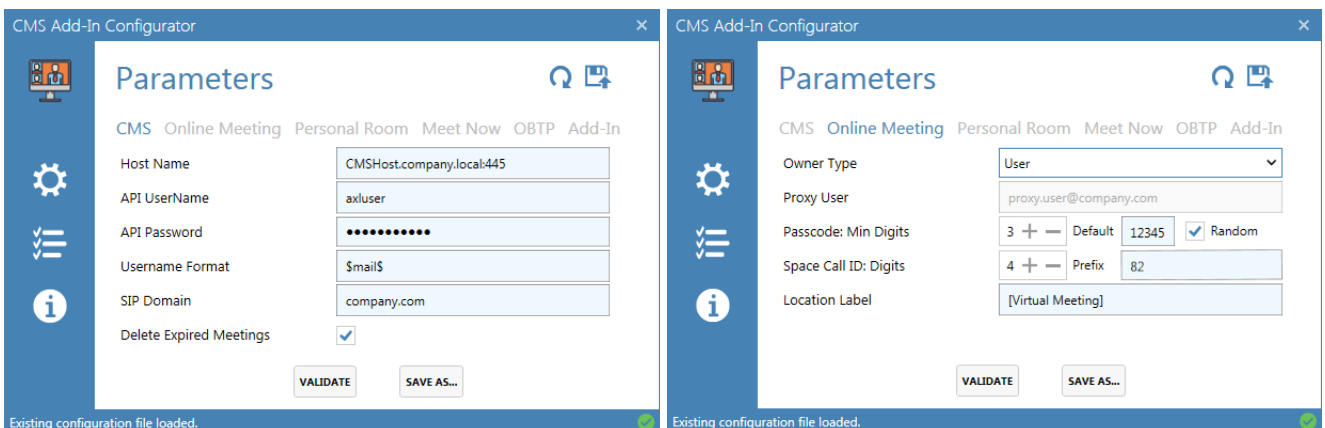 CMS Add-In Configurator
Parameters
CMS Online Meeting Personal Room Meet Now OBTP Add-In
Host Name CMSHost.company.local:445
API UserName axluser
API Password •••••••••••
Username Format $mail$
SIP Domain company.com
Delete Expired Meetings
VALIDATE SAVE AS...
Existing configuration file loaded.
CMS Add-In Configurator
Parameters
CMS Online Meeting Personal Room Meet Now OBTP Add-In
Owner Type User
Proxy User proxy.user@company.com
Passcode: Min Digits 3 + − Default 12345 Random
Space Call ID: Digits 4 + − Prefix 82
Location Label [Virtual Meeting]
VALIDATE SAVE AS...
Existing configuration file loaded.